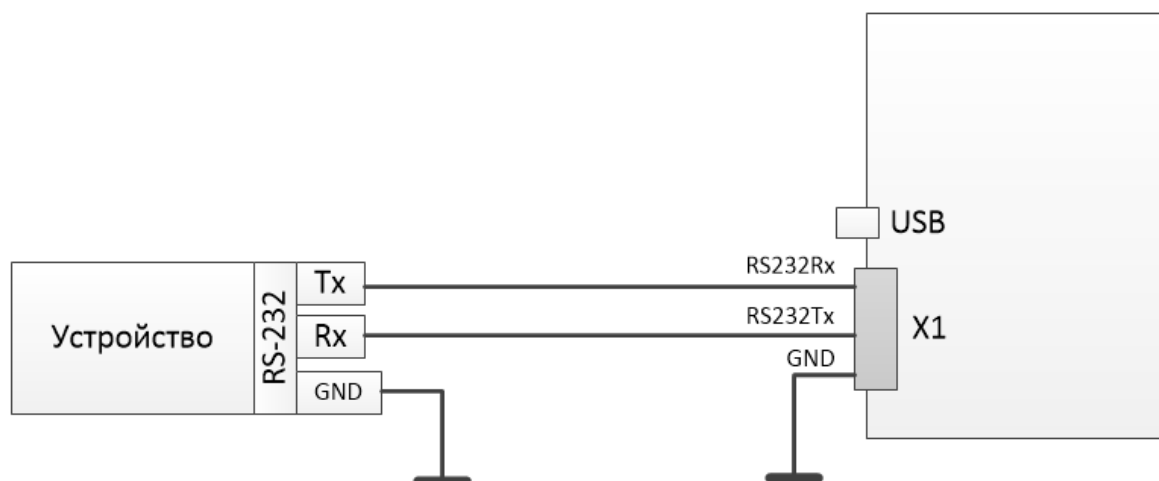 USB
RS232Rx
Tx
RS-232
Устройство
RS232Tx
Rx
X1
GND
GND